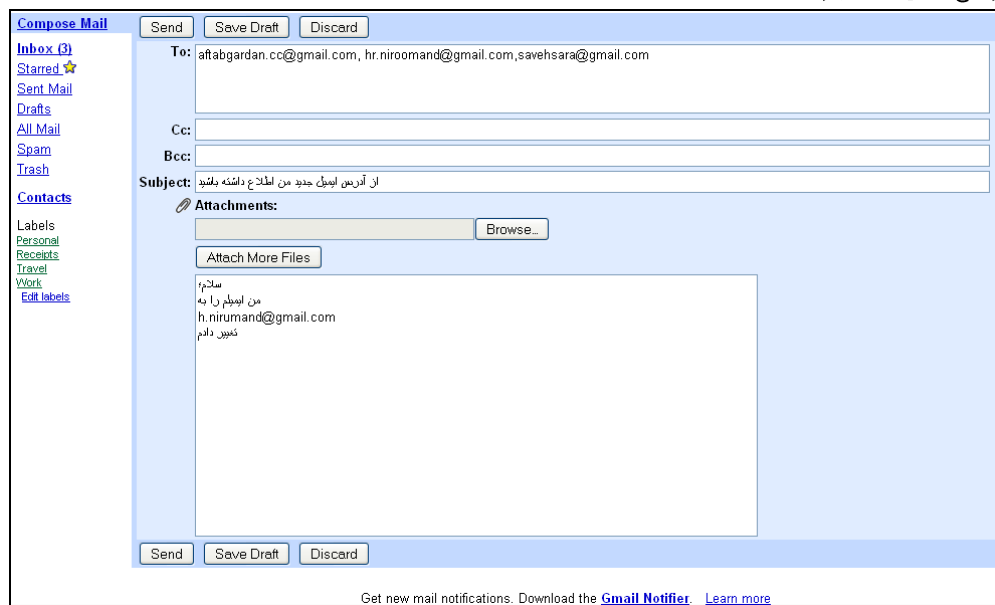 Compose Mail
Send Save Draft Discard
Inbox (3)
Starred
Sent Mail
Drafts
All Mail
Spam
Trash
Contacts
Labels
Personal
Receipts
Travel
Work
Edit labels
To: aftabgardan.cc@gmail.com, hr.niroomand@gmail.com,savehsara@gmail.com
Cc:
Bcc:
Subject: از آدرس ایمیل جدید من اطلاع داشته باشید
Attachments:
Browse...
Attach More Files
سلام؛
من ایمیلم را به
h.nirumand@gmail.com
تغییر دادم
Send Save Draft Discard
Get new mail notifications. Download the Gmail Notifier. Learn more